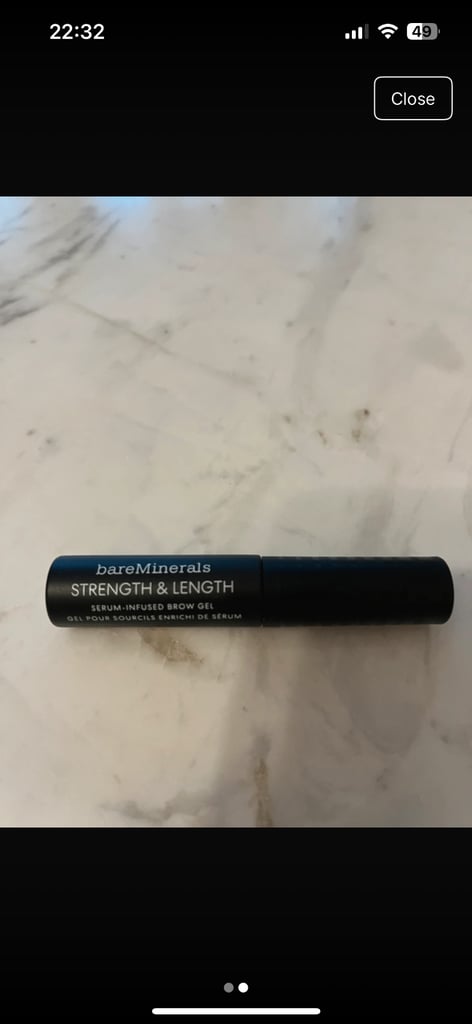 22:32
49
Close
bareMinerals
STRENGTH & LENGTH
SERUM-INFUSED BROW GEL
GEL POUR SOURCILS ENRICHI DE SÉRUM